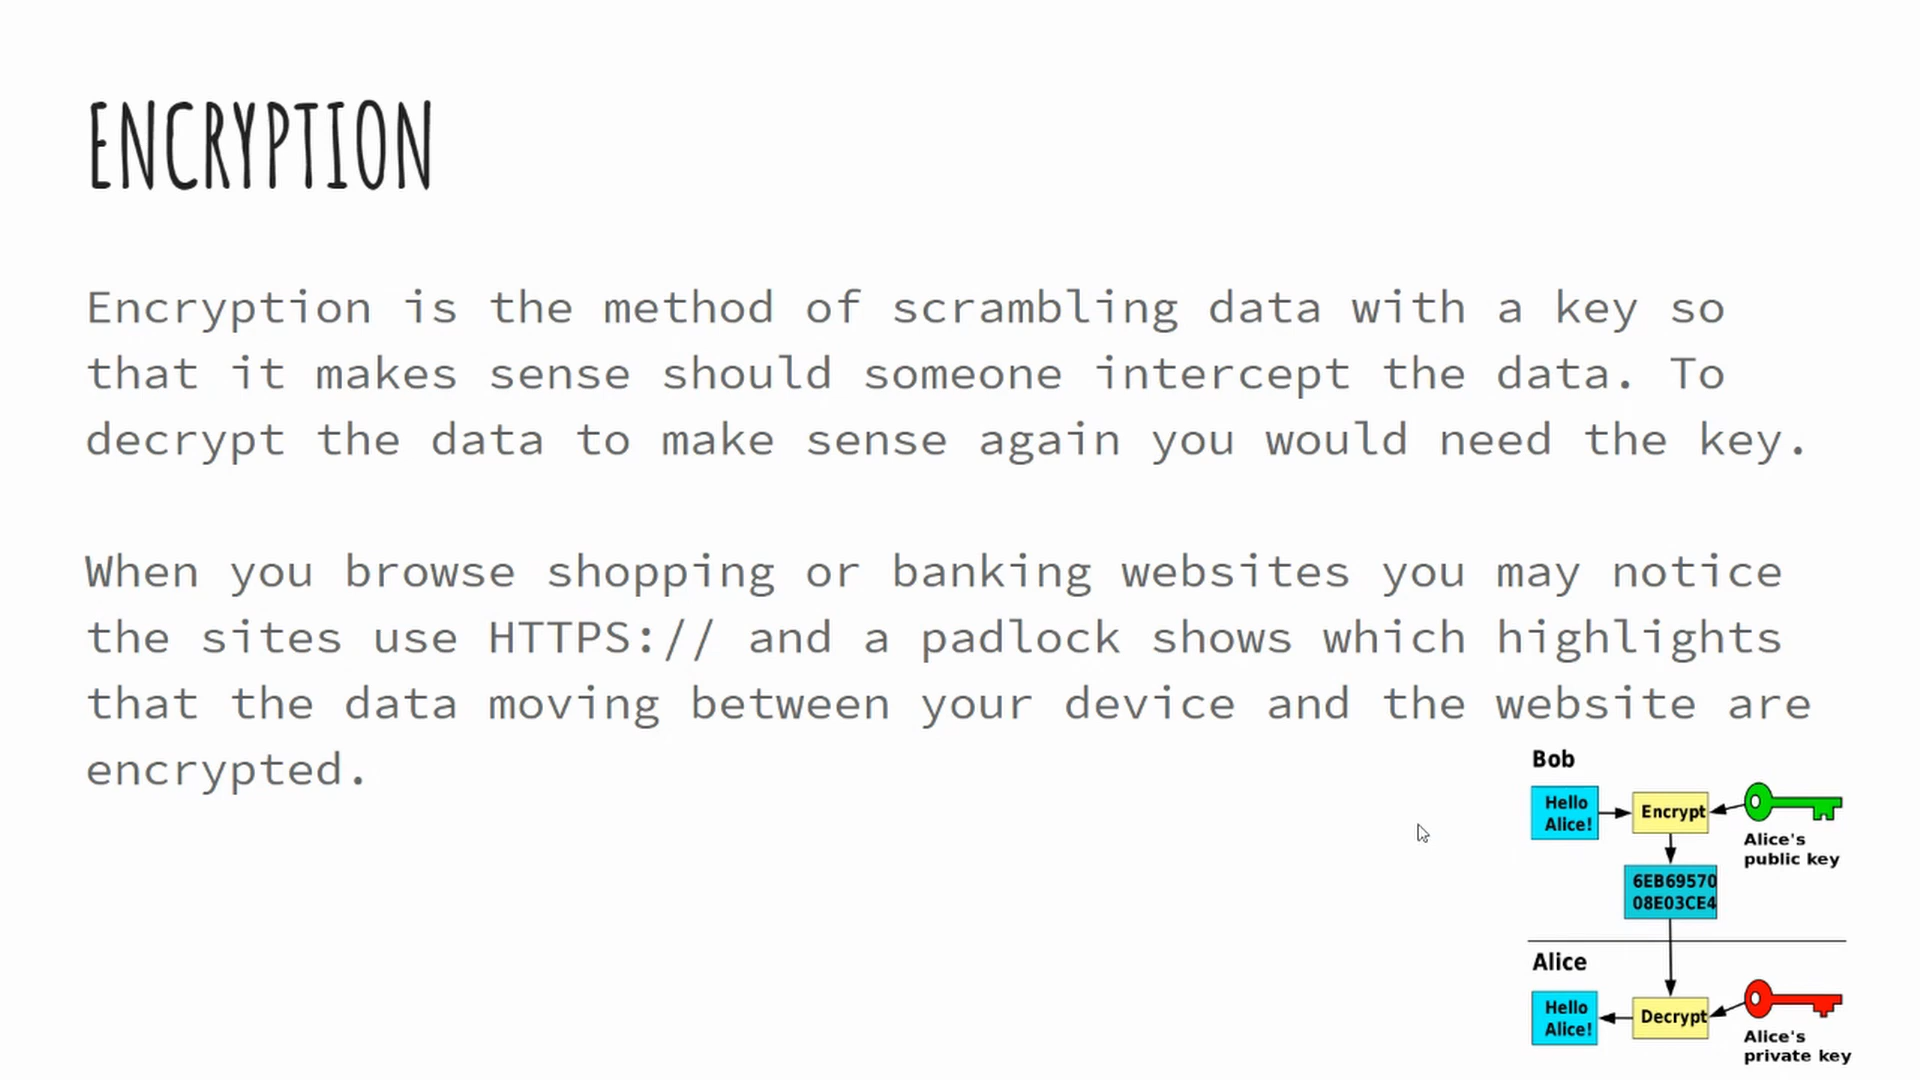 ENCRYPTION
Encryption is the method of scrambling data with a key so
that it makes sense should someone intercept the data. To
decrypt the data to make sense again you would need the key.
When you browse shopping or banking websites you may notice
the sites use HTTPS:// and a padlock shows which highlights
that the data moving between your device and the website are
encrypted.
Bob
Hello
Alice!
Encrypt
Alice's
public key
6EB69570
08E03CE4
Alice
Hello
Alice!
Decrypt
Alice's
private key